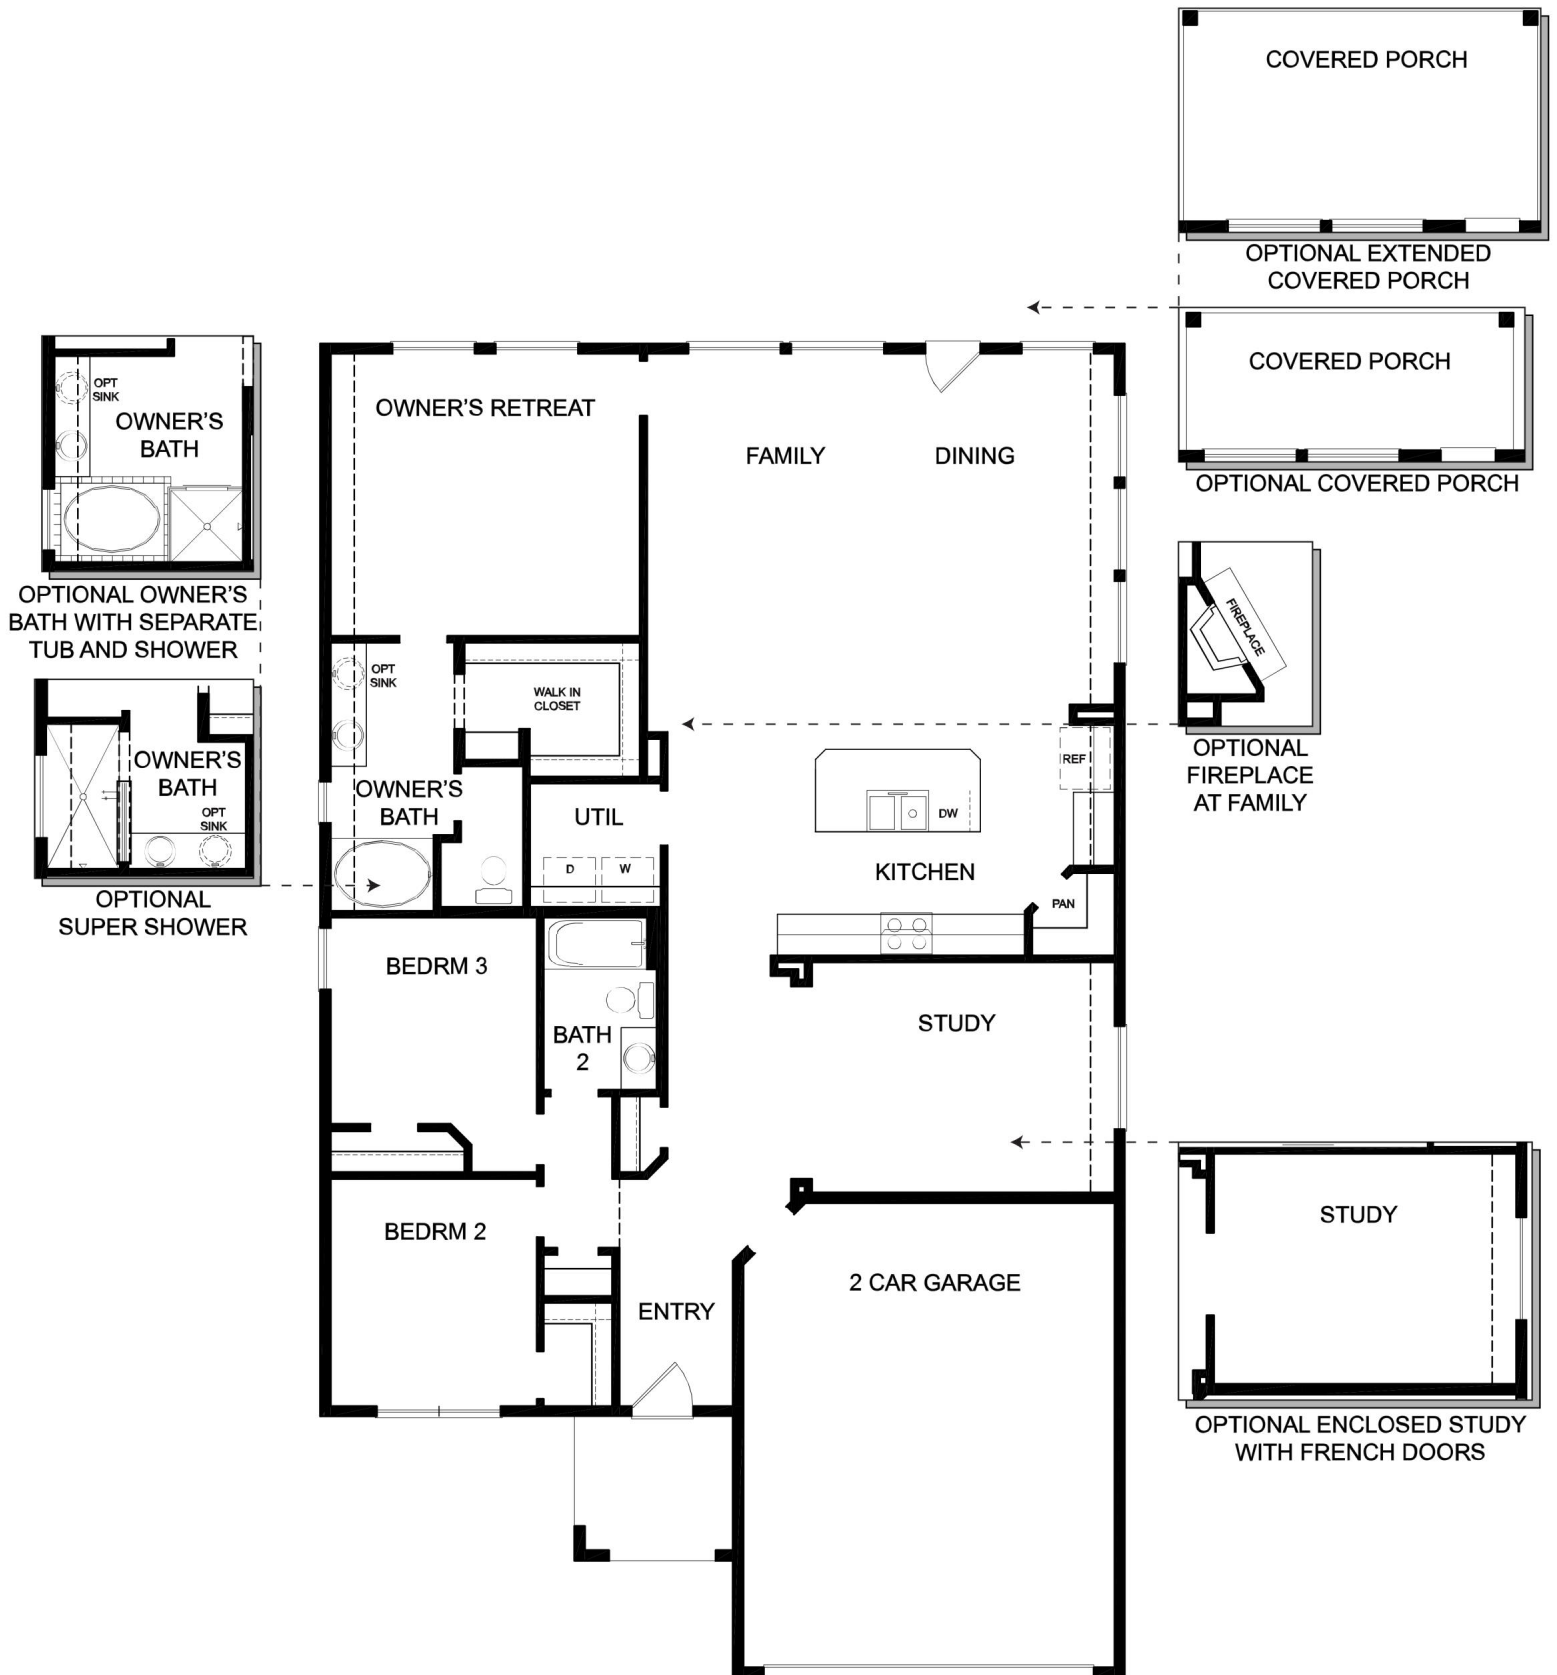 COVERED PORCH
OPTIONAL EXTENDED
COVERED PORCH
COVERED PORCH
OPTIONAL COVERED PORCH
OPT
SINK
OWNER'S
BATH
OPTIONAL OWNER'S
BATH WITH SEPARATE
TUB AND SHOWER
OWNER'S RETREAT
FAMILY
DINING
FIREPLACE
OPTIONAL
FIREPLACE
AT FAMILY
OWNER'S
BATH
OPT
SINK
OPTIONAL
SUPER SHOWER
OPT
SINK
WALK IN
CLOSET
OWNER'S
BATH
UTIL
D
W
REF
DW
KITCHEN
PAN
BEDRM 3
BATH
2
STUDY
BEDRM 2
ENTRY
2 CAR GARAGE
STUDY
OPTIONAL ENCLOSED STUDY
WITH FRENCH DOORS